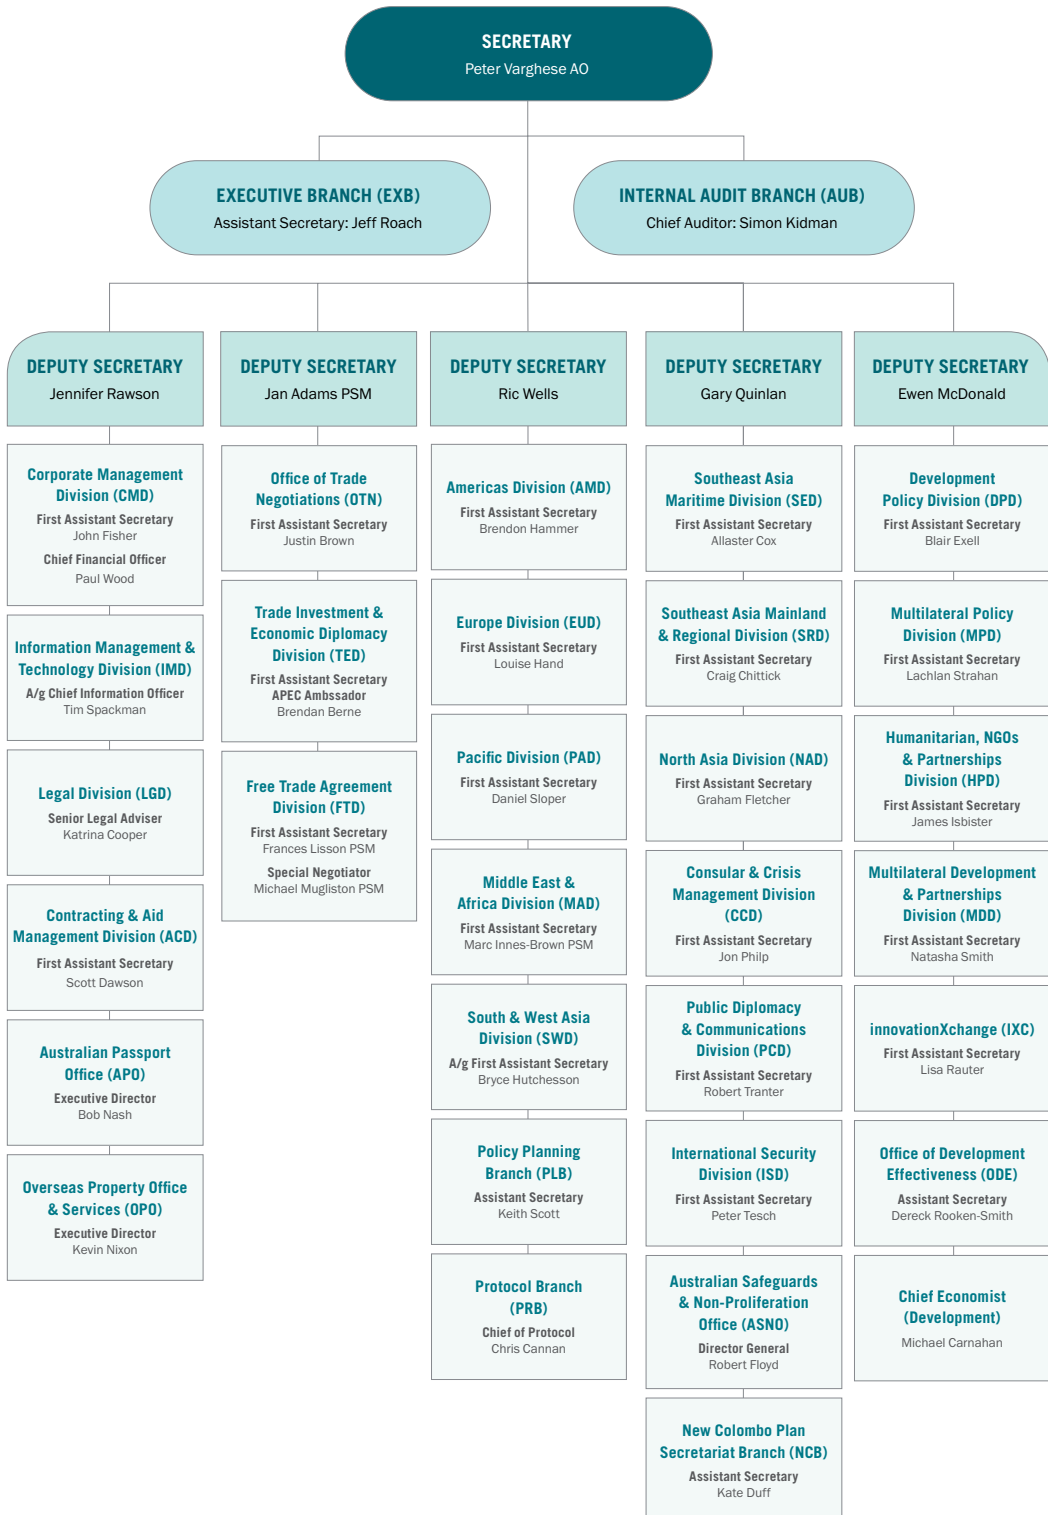 SECRETARY
Peter Varghese AO
EXECUTIVE BRANCH (EXB)
Assistant Secretary: Jeff Roach
INTERNAL AUDIT BRANCH (AUB)
Chief Auditor: Simon Kidman
DEPUTY SECRETARY
Jennifer Rawson
Corporate Management
Division (CMD)
First Assistant Secretary
John Fisher
Chief Financial Officer
Paul Wood
Information Management &
Technology Division (IMD)
A/g Chief Information Officer
Tim Spackman
Legal Division (LGD)
Senior Legal Adviser
Katrina Cooper
Contracting & Aid
Management Division (ACD)
First Assistant Secretary
Scott Dawson
Australian Passport
Office (APO)
Executive Director
Bob Nash
Overseas Property Office
& Services (OPO)
Executive Director
Kevin Nixon
DEPUTY SECRETARY
Jan Adams PSM
Office of Trade
Negotiations (OTN)
First Assistant Secretary
Justin Brown
Trade Investment &
Economic Diplomacy
Division (TED)
First Assistant Secretary
APEC Ambssador
Brendan Berne
Free Trade Agreement
Division (FTD)
First Assistant Secretary
Frances Lisson PSM
Special Negotiator
Michael Mugliston PSM
DEPUTY SECRETARY
Ric Wells
Americas Division (AMD)
First Assistant Secretary
Brendon Hammer
Europe Division (EUD)
First Assistant Secretary
Louise Hand
Pacific Division (PAD)
First Assistant Secretary
Daniel Sloper
Middle East &
Africa Division (MAD)
First Assistant Secretary
Marc Innes-Brown PSM
South & West Asia
Division (SWD)
A/g First Assistant Secretary
Bryce Hutchesson
Policy Planning
Branch (PLB)
Assistant Secretary
Keith Scott
Protocol Branch
(PRB)
Chief of Protocol
Chris Cannan
DEPUTY SECRETARY
Gary Quinlan
Southeast Asia
Maritime Division (SED)
First Assistant Secretary
Allaster Cox
Southeast Asia Mainland
& Regional Division (SRD)
First Assistant Secretary
Craig Chittick
North Asia Division (NAD)
First Assistant Secretary
Graham Fletcher
Consular & Crisis
Management Division
(CCD)
First Assistant Secretary
Jon Philp
Public Diplomacy
& Communications
Division (PCD)
First Assistant Secretary
Robert Tranter
International Security
Division (ISD)
First Assistant Secretary
Peter Tesch
Australian Safeguards
& Non-Proliferation
Office (ASNO)
Director General
Robert Floyd
New Colombo Plan
Secretariat Branch (NCB)
Assistant Secretary
Kate Duff
DEPUTY SECRETARY
Ewen McDonald
Development
Policy Division (DPD)
First Assistant Secretary
Blair Exell
Multilateral Policy
Division (MPD)
First Assistant Secretary
Lachlan Strahan
Humanitarian, NGOs
& Partnerships
Division (HPD)
First Assistant Secretary
James Isbister
Multilateral Development
& Partnerships
Division (MDD)
First Assistant Secretary
Natasha Smith
innovationXchange (IXC)
First Assistant Secretary
Lisa Rauter
Office of Development
Effectiveness (ODE)
Assistant Secretary
Dereck Rooken-Smith
Chief Economist
(Development)
Michael Carnahan